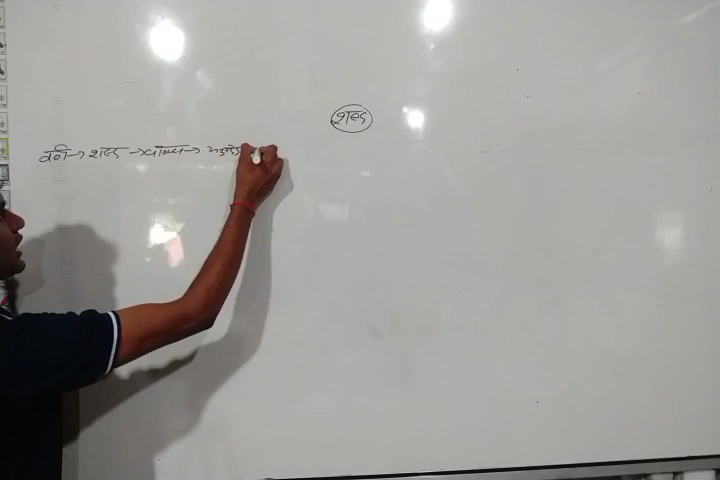 शब्द
वर्ण → शब्द → वाक्य →